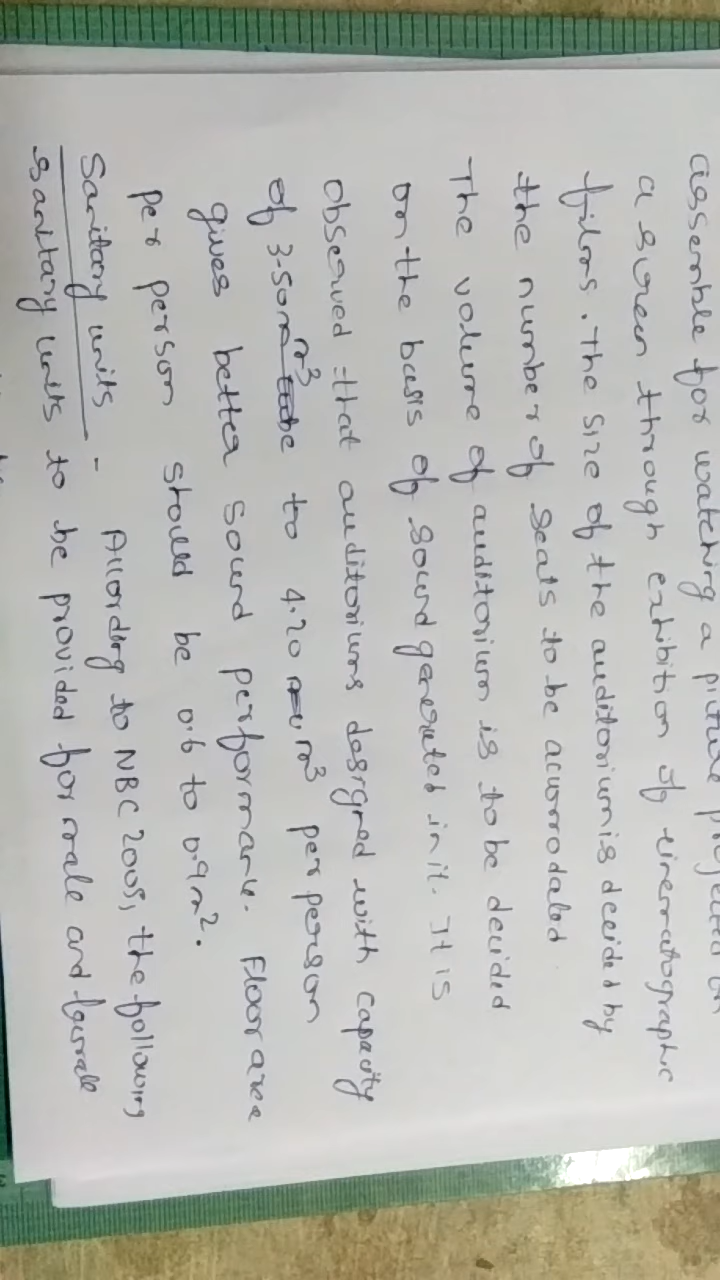 assemble for watching a picture projected on
a screen through exhibition of cinematographic
films. The size of the auditorium is decided by
the number of seats to be accomodated
The volume of auditorium is to be decided
on the basis of sound generated in it. It is
observed that auditoriums designed with capacity
of 3.50 m³ to 4.20 m³ per person
gives better sound performance. Floor area
per person should be 0.6 to 0.9 m².
Sanitary units - According to NBC 2005, the following
sanitary units to be provided for male and female